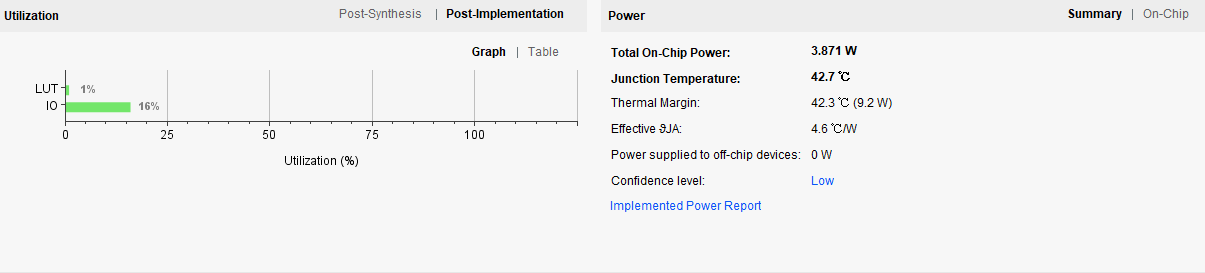 Utilization
Post-Synthesis | Post-Implementation
Graph | Table
LUT 1%
IO 16%
0 25 50 75 100
Utilization (%)
Power
Summary | On-Chip
Total On-Chip Power: 3.871 W
Junction Temperature: 42.7 ℃
Thermal Margin: 42.3 ℃ (9.2 W)
Effective ϑJA: 4.6 ℃/W
Power supplied to off-chip devices: 0 W
Confidence level: Low
Implemented Power Report